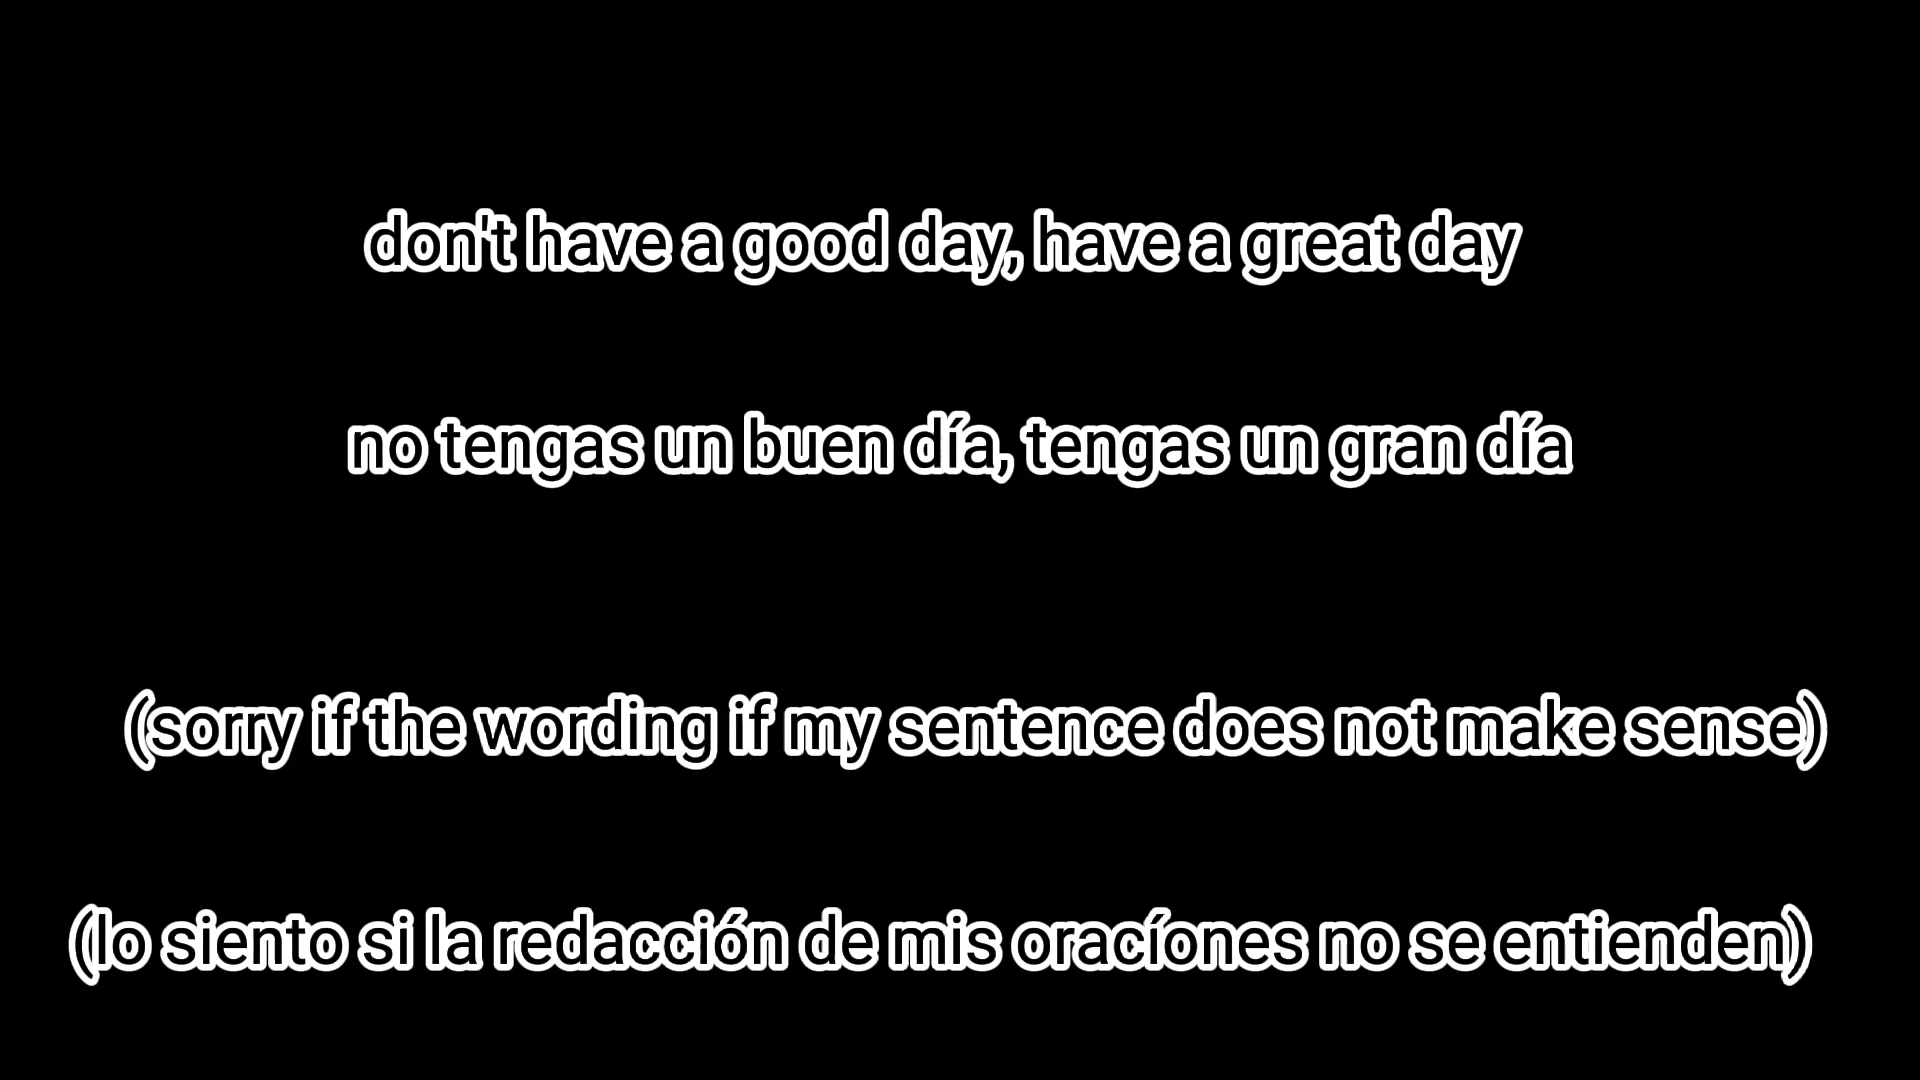 don't have a good day, have a great day
no tengas un buen día, tengas un gran día
(sorry if the wording if my sentence does not make sense)
(lo siento si la redacción de mis oracíones no se entienden)